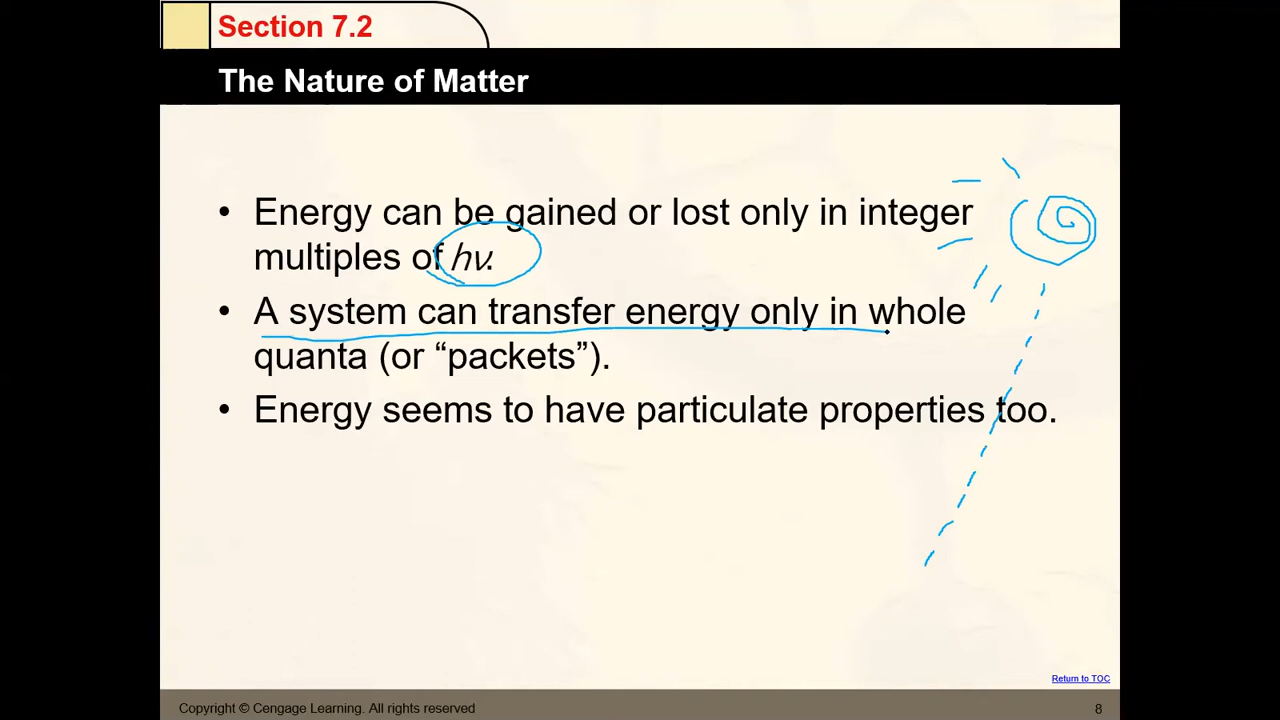 Section 7.2
The Nature of Matter
• Energy can be gained or lost only in integer
multiples of hν.
• A system can transfer energy only in whole
quanta (or “packets”).
• Energy seems to have particulate properties too.
Return to TOC
Copyright © Cengage Learning. All rights reserved
8